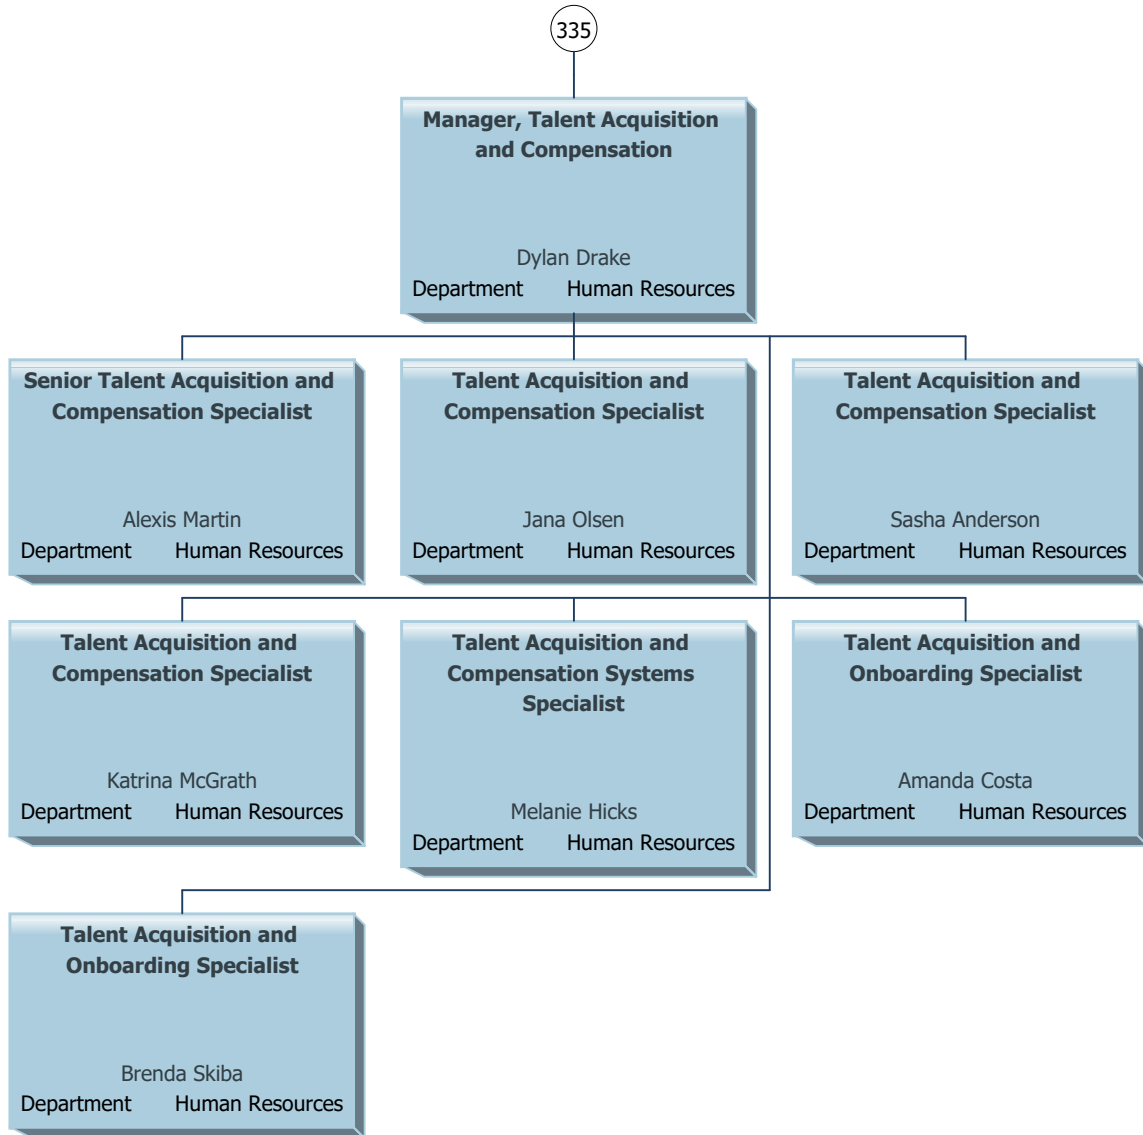 335
Manager, Talent Acquisition
and Compensation
Dylan Drake
Department Human Resources
Senior Talent Acquisition and
Compensation Specialist
Alexis Martin
Department Human Resources
Talent Acquisition and
Compensation Specialist
Jana Olsen
Department Human Resources
Talent Acquisition and
Compensation Specialist
Sasha Anderson
Department Human Resources
Talent Acquisition and
Compensation Specialist
Katrina McGrath
Department Human Resources
Talent Acquisition and
Compensation Systems
Specialist
Melanie Hicks
Department Human Resources
Talent Acquisition and
Onboarding Specialist
Amanda Costa
Department Human Resources
Talent Acquisition and
Onboarding Specialist
Brenda Skiba
Department Human Resources